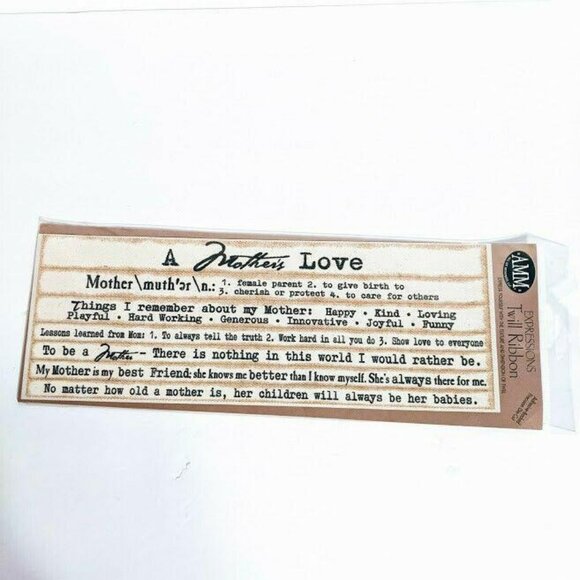 A Mother's Love
Mother \muth'ər\ n.: 1. female parent 2. to give birth to
3. cherish or protect 4. to care for others
Things I remember about my Mother: Happy • Kind • Loving
Playful • Hard Working • Generous • Innovative • Joyful • Funny
Lessons learned from Mom: 1. To always tell the truth 2. Work hard in all you do 3. Show love to everyone
To be a Mother — There is nothing in this world I would rather be.
My Mother is my best Friend; she knows me better than I know myself. She's always there for me.
No matter how old a mother is, her children will always be her babies.
AMM
EXPRESSIONS
Twill Ribbon